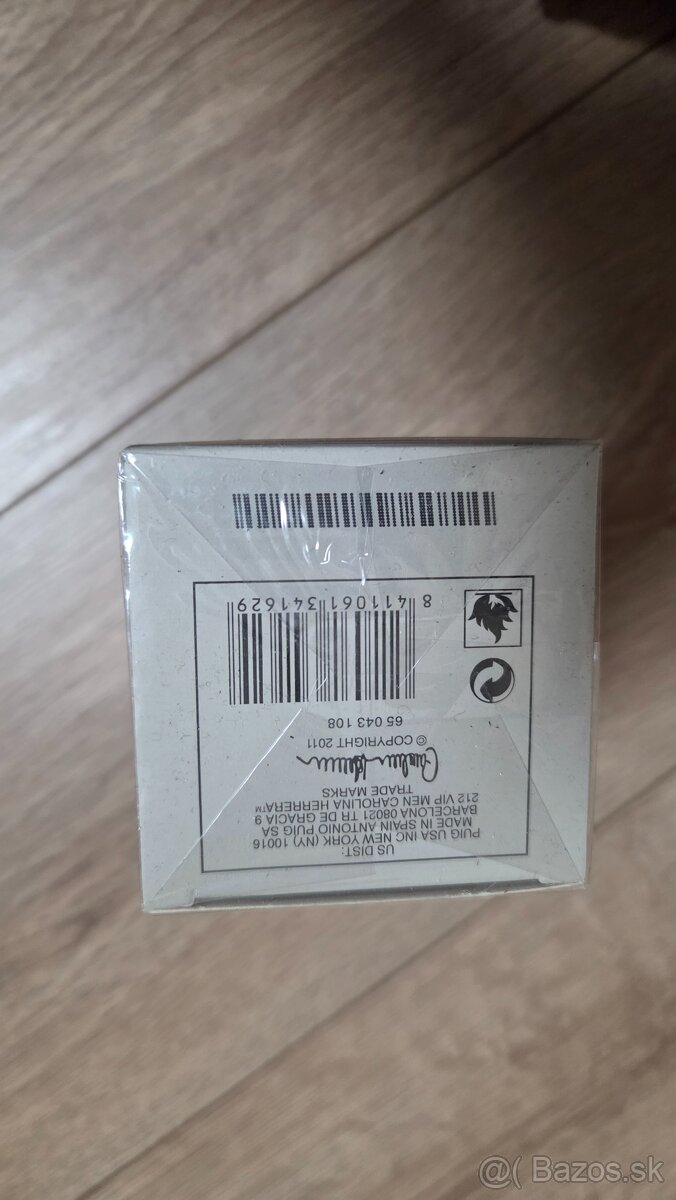 US DIST:
PUIG USA INC NEW YORK (NY) 10016
MADE IN SPAIN ANTONIO PUIG SA
BARCELONA 08021 TR DE GRACIA 9
212 VIP MEN CAROLINA HERRERA™
TRADE MARKS
Carolina Herrera
© COPYRIGHT 2011
65 043 108
8 411061 341629
@( Bazos.sk